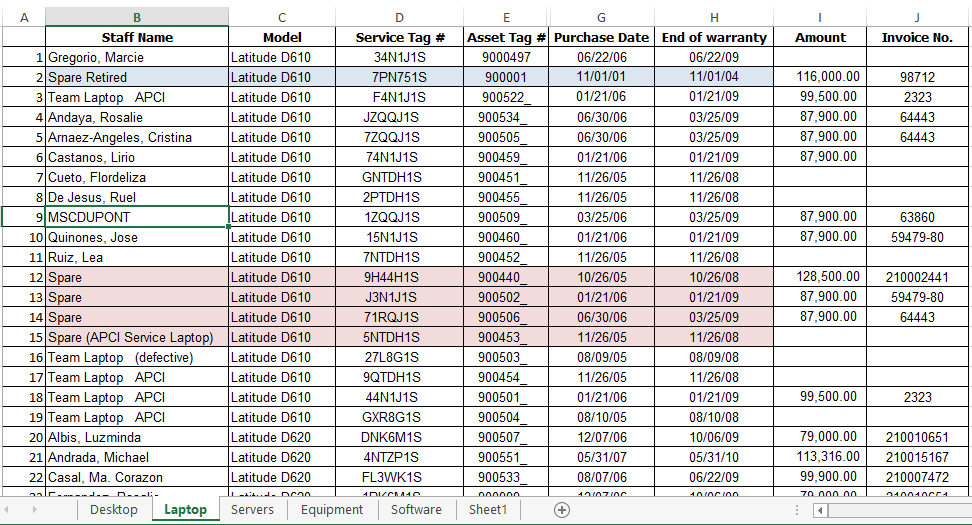 A B C D E G H I J
Staff Name Model Service Tag # Asset Tag # Purchase Date End of warranty Amount Invoice No.
1 Gregorio, Marcie Latitude D610 34N1J1S 9000497 06/22/06 06/22/09
2 Spare Retired Latitude D610 7PN751S 900001 11/01/01 11/01/04 116,000.00 98712
3 Team Laptop APCI Latitude D610 F4N1J1S 900522_ 01/21/06 01/21/09 99,500.00 2323
4 Andaya, Rosalie Latitude D610 JZQQJ1S 900534_ 06/30/06 03/25/09 87,900.00 64443
5 Arnaez-Angeles, Cristina Latitude D610 7ZQQJ1S 900505_ 06/30/06 03/25/09 87,900.00 64443
6 Castanos, Lirio Latitude D610 74N1J1S 900459_ 01/21/06 01/21/09 87,900.00
7 Cueto, Flordeliza Latitude D610 GNTDH1S 900451_ 11/26/05 11/26/08
8 De Jesus, Ruel Latitude D610 2PTDH1S 900455_ 11/26/05 11/26/08
9 MSCDUPONT Latitude D610 1ZQQJ1S 900509_ 03/25/06 03/25/09 87,900.00 63860
10 Quinones, Jose Latitude D610 15N1J1S 900460_ 01/21/06 01/21/09 87,900.00 59479-80
11 Ruiz, Lea Latitude D610 7NTDH1S 900452_ 11/26/05 11/26/08
12 Spare Latitude D610 9H44H1S 900440_ 10/26/05 10/26/08 128,500.00 210002441
13 Spare Latitude D610 J3N1J1S 900502_ 01/21/06 01/21/09 87,900.00 59479-80
14 Spare Latitude D610 71RQJ1S 900506_ 06/30/06 03/25/09 87,900.00 64443
15 Spare (APCI Service Laptop) Latitude D610 5NTDH1S 900453_ 11/26/05 11/26/08
16 Team Laptop (defective) Latitude D610 27L8G1S 900503_ 08/09/05 08/09/08
17 Team Laptop APCI Latitude D610 9QTDH1S 900454_ 11/26/05 11/26/08
18 Team Laptop APCI Latitude D610 44N1J1S 900501_ 01/21/06 01/21/09 99,500.00 2323
19 Team Laptop APCI Latitude D610 GXR8G1S 900504_ 08/10/05 08/10/08
20 Albis, Luzminda Latitude D620 DNK6M1S 900507_ 12/07/06 10/06/09 79,000.00 210010651
21 Andrada, Michael Latitude D620 4NTZP1S 900551_ 05/31/07 05/31/10 113,316.00 210015167
22 Casal, Ma. Corazon Latitude D620 FL3WK1S 900533_ 08/07/06 06/22/09 99,900.00 210007472
Desktop Laptop Servers Equipment Software Sheet1